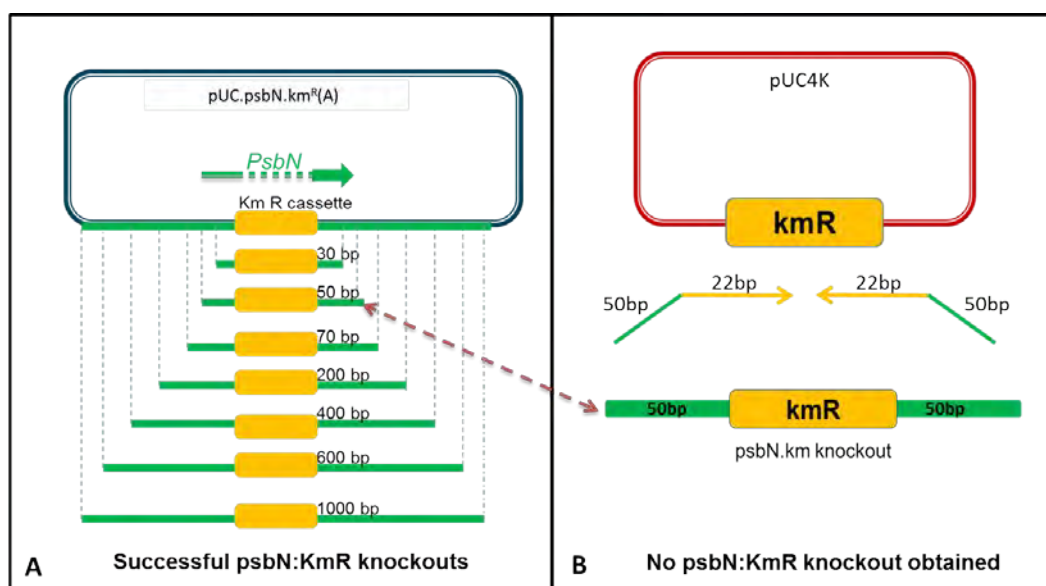 pUC.psbN.kmᴿ(A)
PsbN
Km R cassette
30 bp
50 bp
70 bp
200 bp
400 bp
600 bp
1000 bp
A
Successful psbN:KmR knockouts
pUC4K
kmR
22bp
22bp
50bp
50bp
50bp
kmR
50bp
psbN.km knockout
B
No psbN:KmR knockout obtained